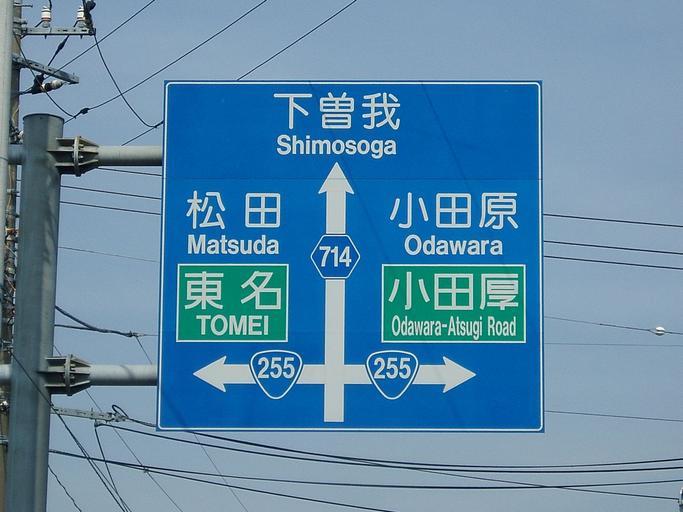 下曽我
Shimosoga
松田
Matsuda
小田原
Odawara
714
東名
TOMEI
小田厚
Odawara-Atsugi Road
255
255